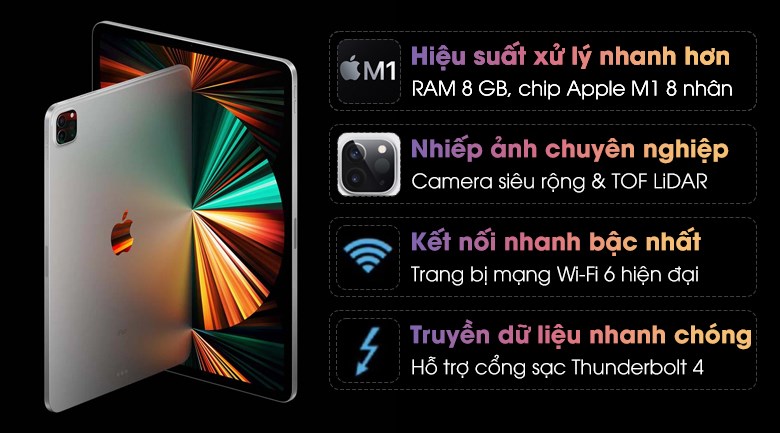 M1
Hiệu suất xử lý nhanh hơn
RAM 8 GB, chip Apple M1 8 nhân
Nhiếp ảnh chuyên nghiệp
Camera siêu rộng & TOF LiDAR
Kết nối nhanh bậc nhất
Trang bị mạng Wi-Fi 6 hiện đại
Truyền dữ liệu nhanh chóng
Hỗ trợ cổng sạc Thunderbolt 4